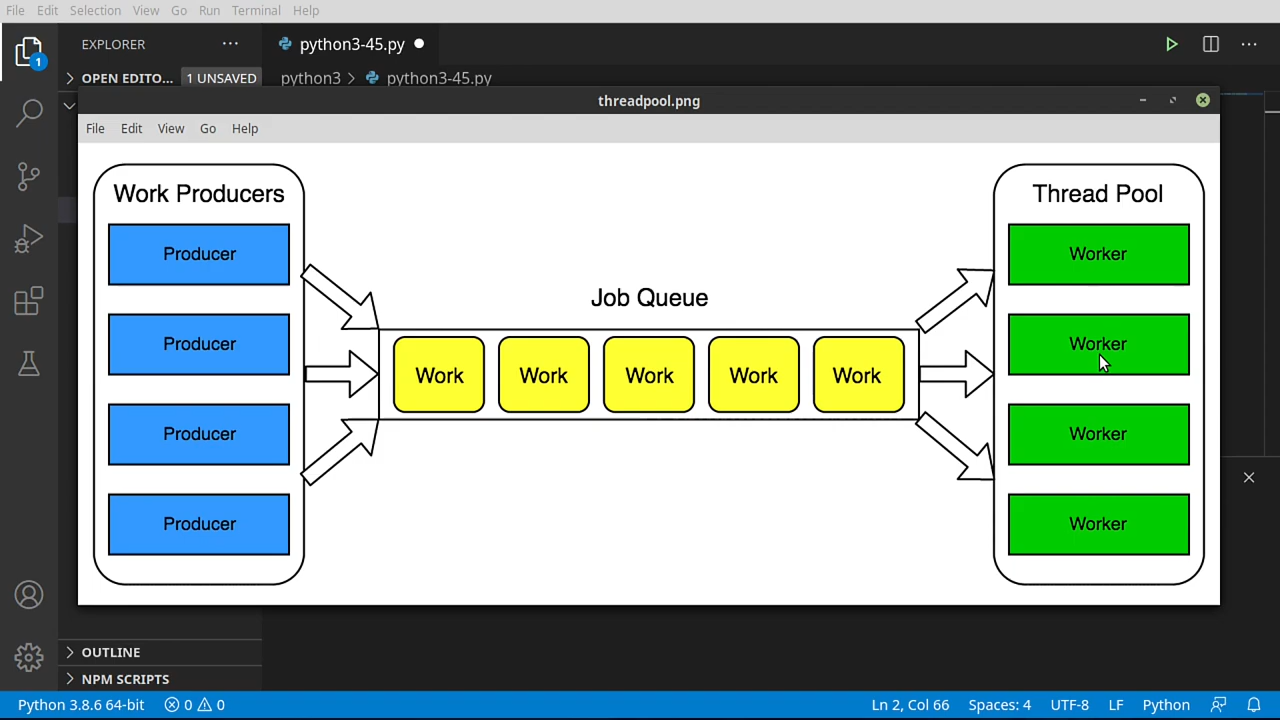 File Edit Selection View Go Run Terminal Help
EXPLORER
python3-45.py
OPEN EDITO... 1 UNSAVED
python3 > python3-45.py
threadpool.png
File Edit View Go Help
Work Producers
Producer
Producer
Producer
Producer
Job Queue
Work Work Work Work Work
Thread Pool
Worker
Worker
Worker
Worker
OUTLINE
NPM SCRIPTS
1
Python 3.8.6 64-bit 0 0 Ln 2, Col 66 Spaces: 4 UTF-8 LF Python